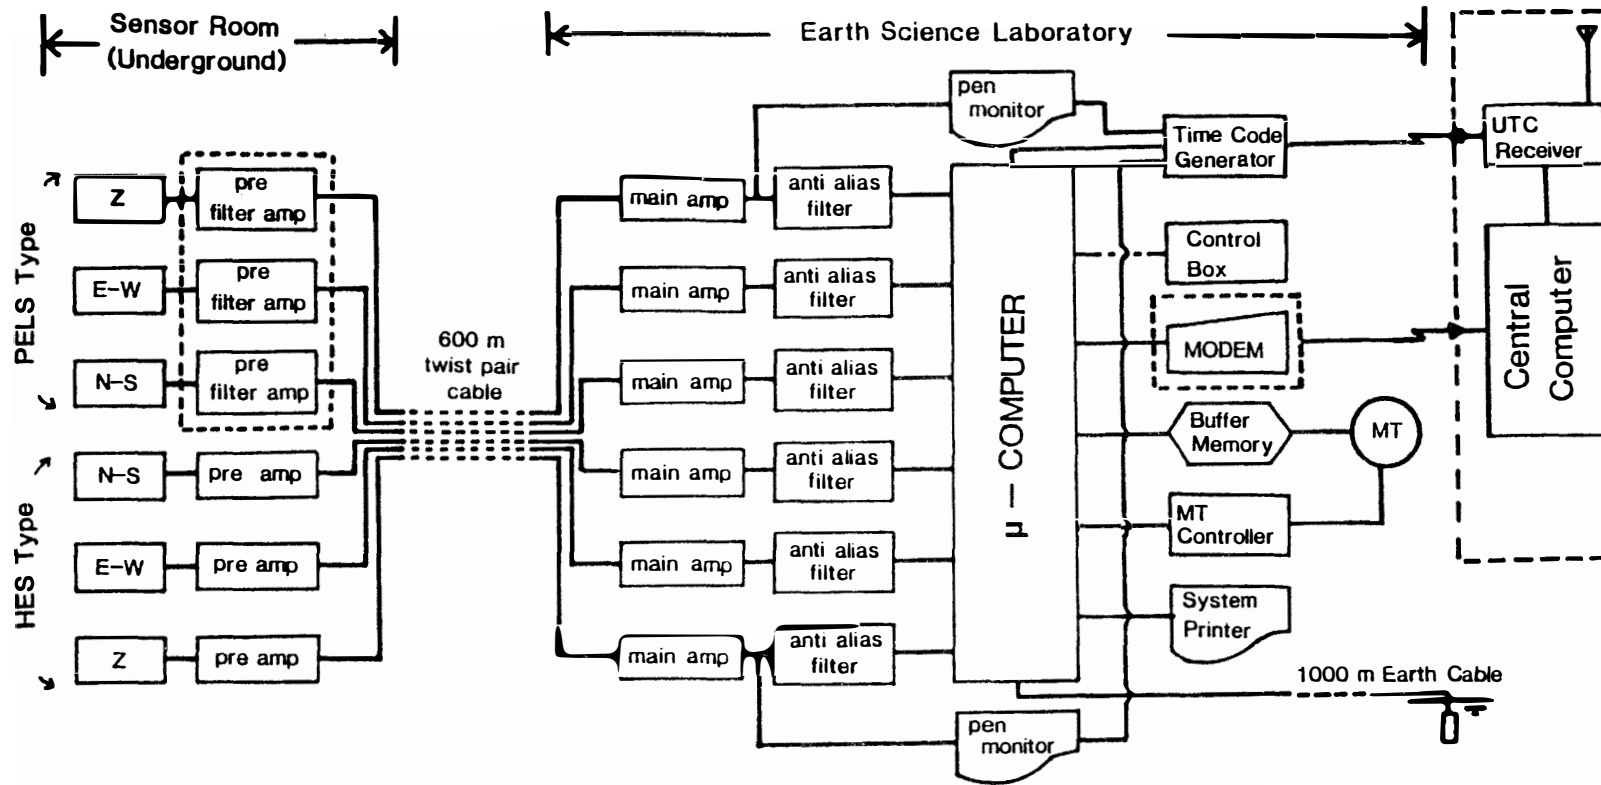 Sensor Room
(Underground)
Earth Science Laboratory
PELS Type
HES Type
Z
pre
filter amp
E-W
pre
filter amp
N-S
pre
filter amp
N-S
pre amp
E-W
pre amp
Z
pre amp
600 m
twist pair
cable
main amp
anti alias
filter
main amp
anti alias
filter
main amp
anti alias
filter
main amp
anti alias
filter
main amp
anti alias
filter
main amp
anti alias
filter
pen
monitor
pen
monitor
μ - COMPUTER
Time Code
Generator
Control
Box
MODEM
Buffer
Memory
MT
MT
Controller
System
Printer
1000 m Earth Cable
UTC
Receiver
Central
Computer